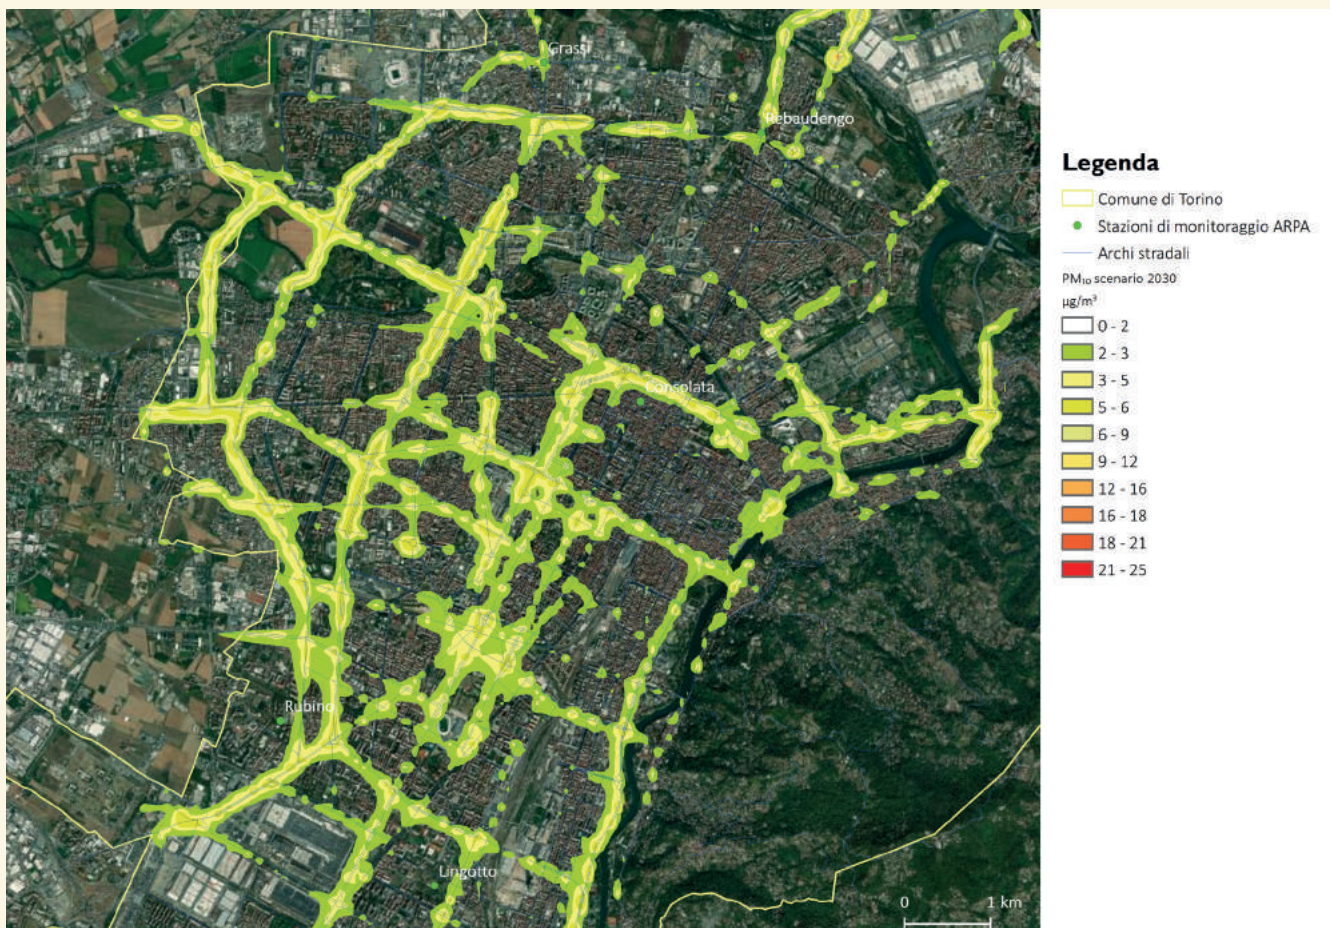 Grassi
Rebaudengo
Consolata
Rubino
Lingotto
0 1 km
Legenda
Comune di Torino
Stazioni di monitoraggio ARPA
Archi stradali
PM₁₀ scenario 2030
µg/m³
0 - 2
2 - 3
3 - 5
5 - 6
6 - 9
9 - 12
12 - 16
16 - 18
18 - 21
21 - 25